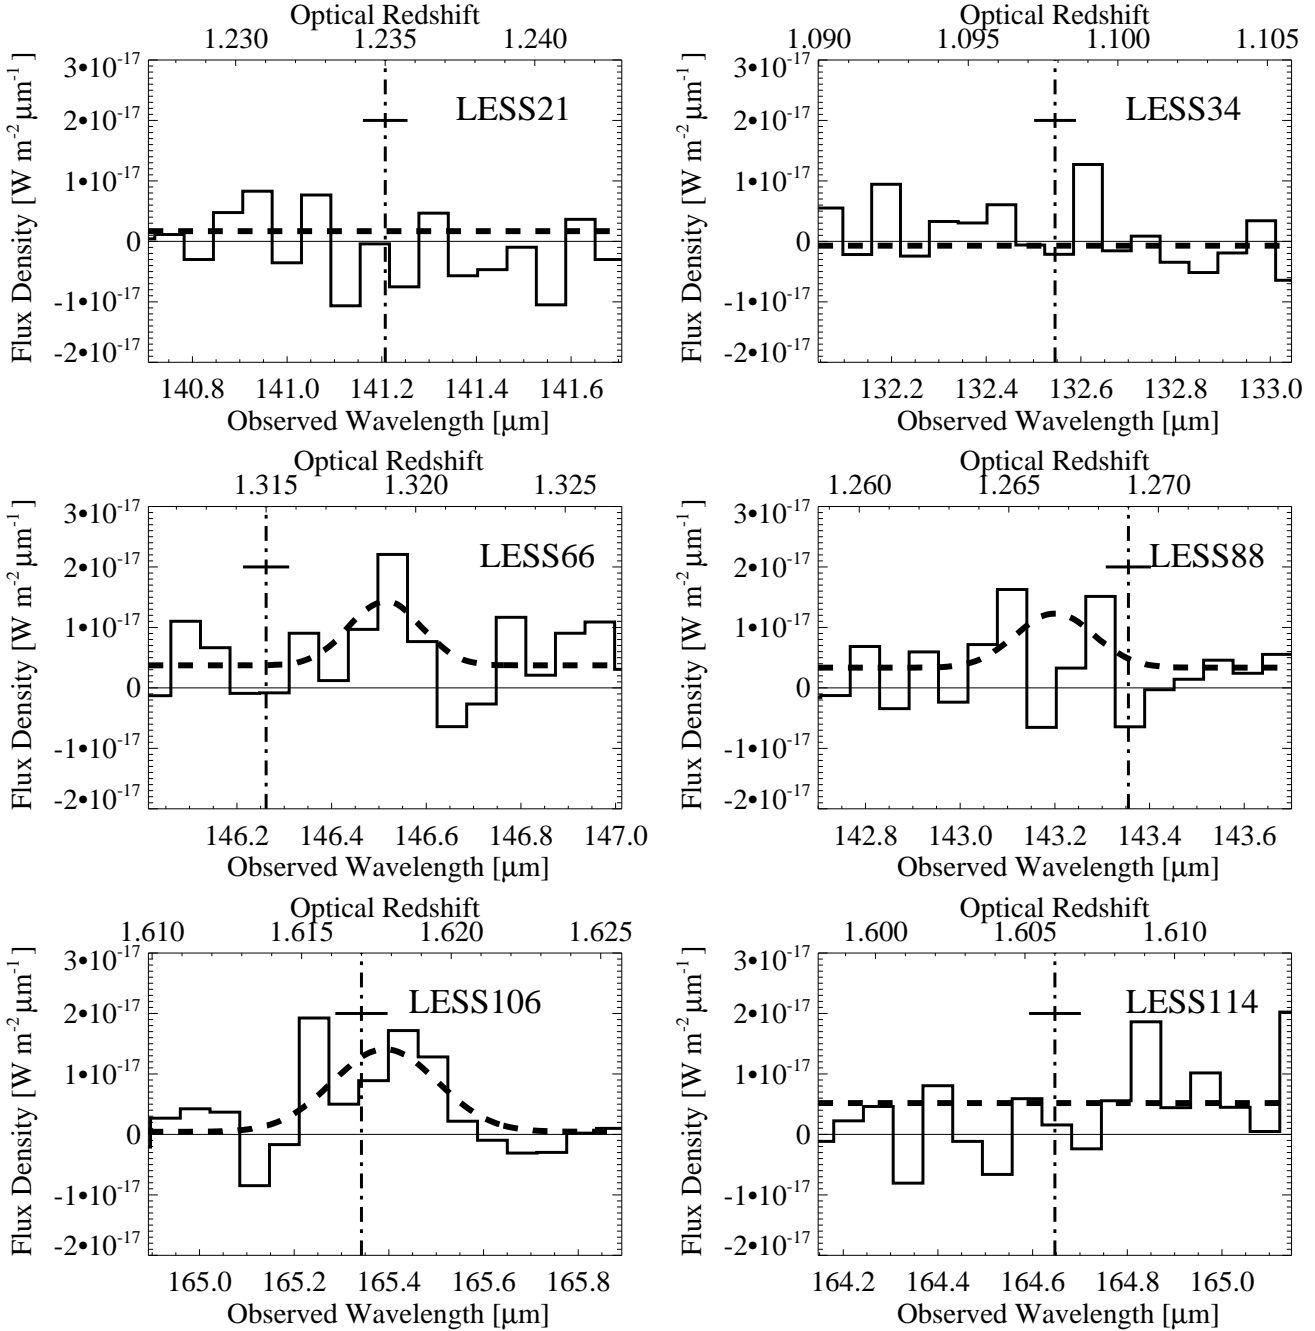 Optical Redshift
1.230 1.235 1.240
3•10-17
2•10-17
1•10-17
0
-1•10-17
-2•10-17
Flux Density [W m-2 μm-1]
LESS21
140.8 141.0 141.2 141.4 141.6
Observed Wavelength [μm]
Optical Redshift
1.090 1.095 1.100 1.105
3•10-17
2•10-17
1•10-17
0
-1•10-17
-2•10-17
Flux Density [W m-2 μm-1]
LESS34
132.2 132.4 132.6 132.8 133.0
Observed Wavelength [μm]
Optical Redshift
1.315 1.320 1.325
3•10-17
2•10-17
1•10-17
0
-1•10-17
-2•10-17
Flux Density [W m-2 μm-1]
LESS66
146.2 146.4 146.6 146.8 147.0
Observed Wavelength [μm]
Optical Redshift
1.260 1.265 1.270
3•10-17
2•10-17
1•10-17
0
-1•10-17
-2•10-17
Flux Density [W m-2 μm-1]
LESS88
142.8 143.0 143.2 143.4 143.6
Observed Wavelength [μm]
Optical Redshift
1.610 1.615 1.620 1.625
3•10-17
2•10-17
1•10-17
0
-1•10-17
-2•10-17
Flux Density [W m-2 μm-1]
LESS106
165.0 165.2 165.4 165.6 165.8
Observed Wavelength [μm]
Optical Redshift
1.600 1.605 1.610
3•10-17
2•10-17
1•10-17
0
-1•10-17
-2•10-17
Flux Density [W m-2 μm-1]
LESS114
164.2 164.4 164.6 164.8 165.0
Observed Wavelength [μm]